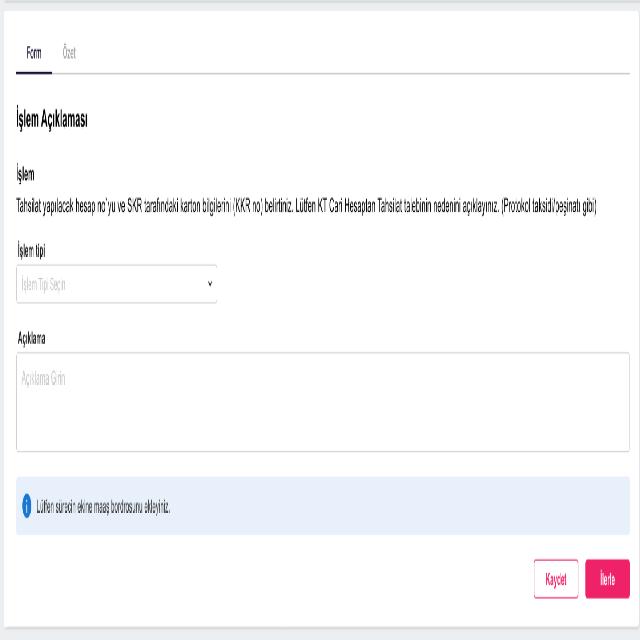 Form Özet
İşlem Açıklaması
İşlem
Tahsilat yapılacak hesap no'yu ve SKR tarafındaki karton bilgilerini (KKR no) belirtiniz. Lütfen KT Cari Hesaptan Tahsilat talebinin nedenini açıklayınız. (Protokol taksidi/peşinatı gibi)
İşlem tipi
İşlem Tipi Seçin
Açıklama
Açıklama Girin
Lütfen sürecin ekine maaş bordrosunu ekleyiniz.
Kaydet İlerle